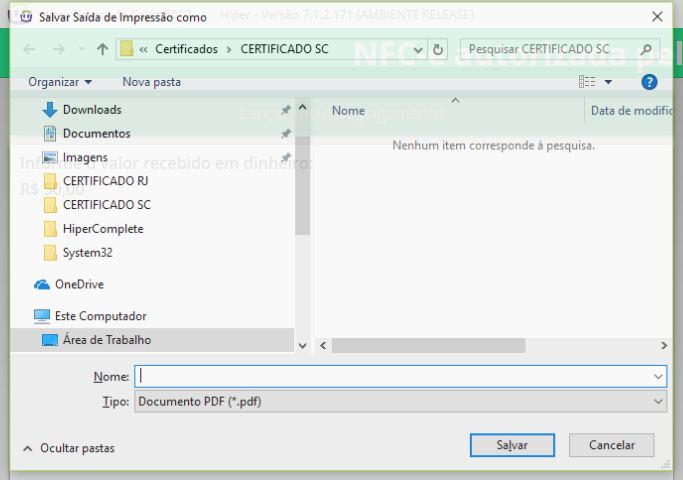 Salvar Saída de Impressão como
Hiper - Versão 7.1.2.171 [AMBIENTE RELEASE]
« Certificados › CERTIFICADO SC
Pesquisar CERTIFICADO SC
NFC-e autorizada pel
Organizar
Nova pasta
Downloads
Documentos
Imagens
CERTIFICADO RJ
CERTIFICADO SC
HiperComplete
System32
OneDrive
Este Computador
Área de Trabalho
Nome
Data de modific
Nenhum item corresponde à pesquisa.
Informe o valor recebido em dinheiro:
R$ 50,00
Nome:
Tipo: Documento PDF (*.pdf)
Ocultar pastas
Salvar
Cancelar